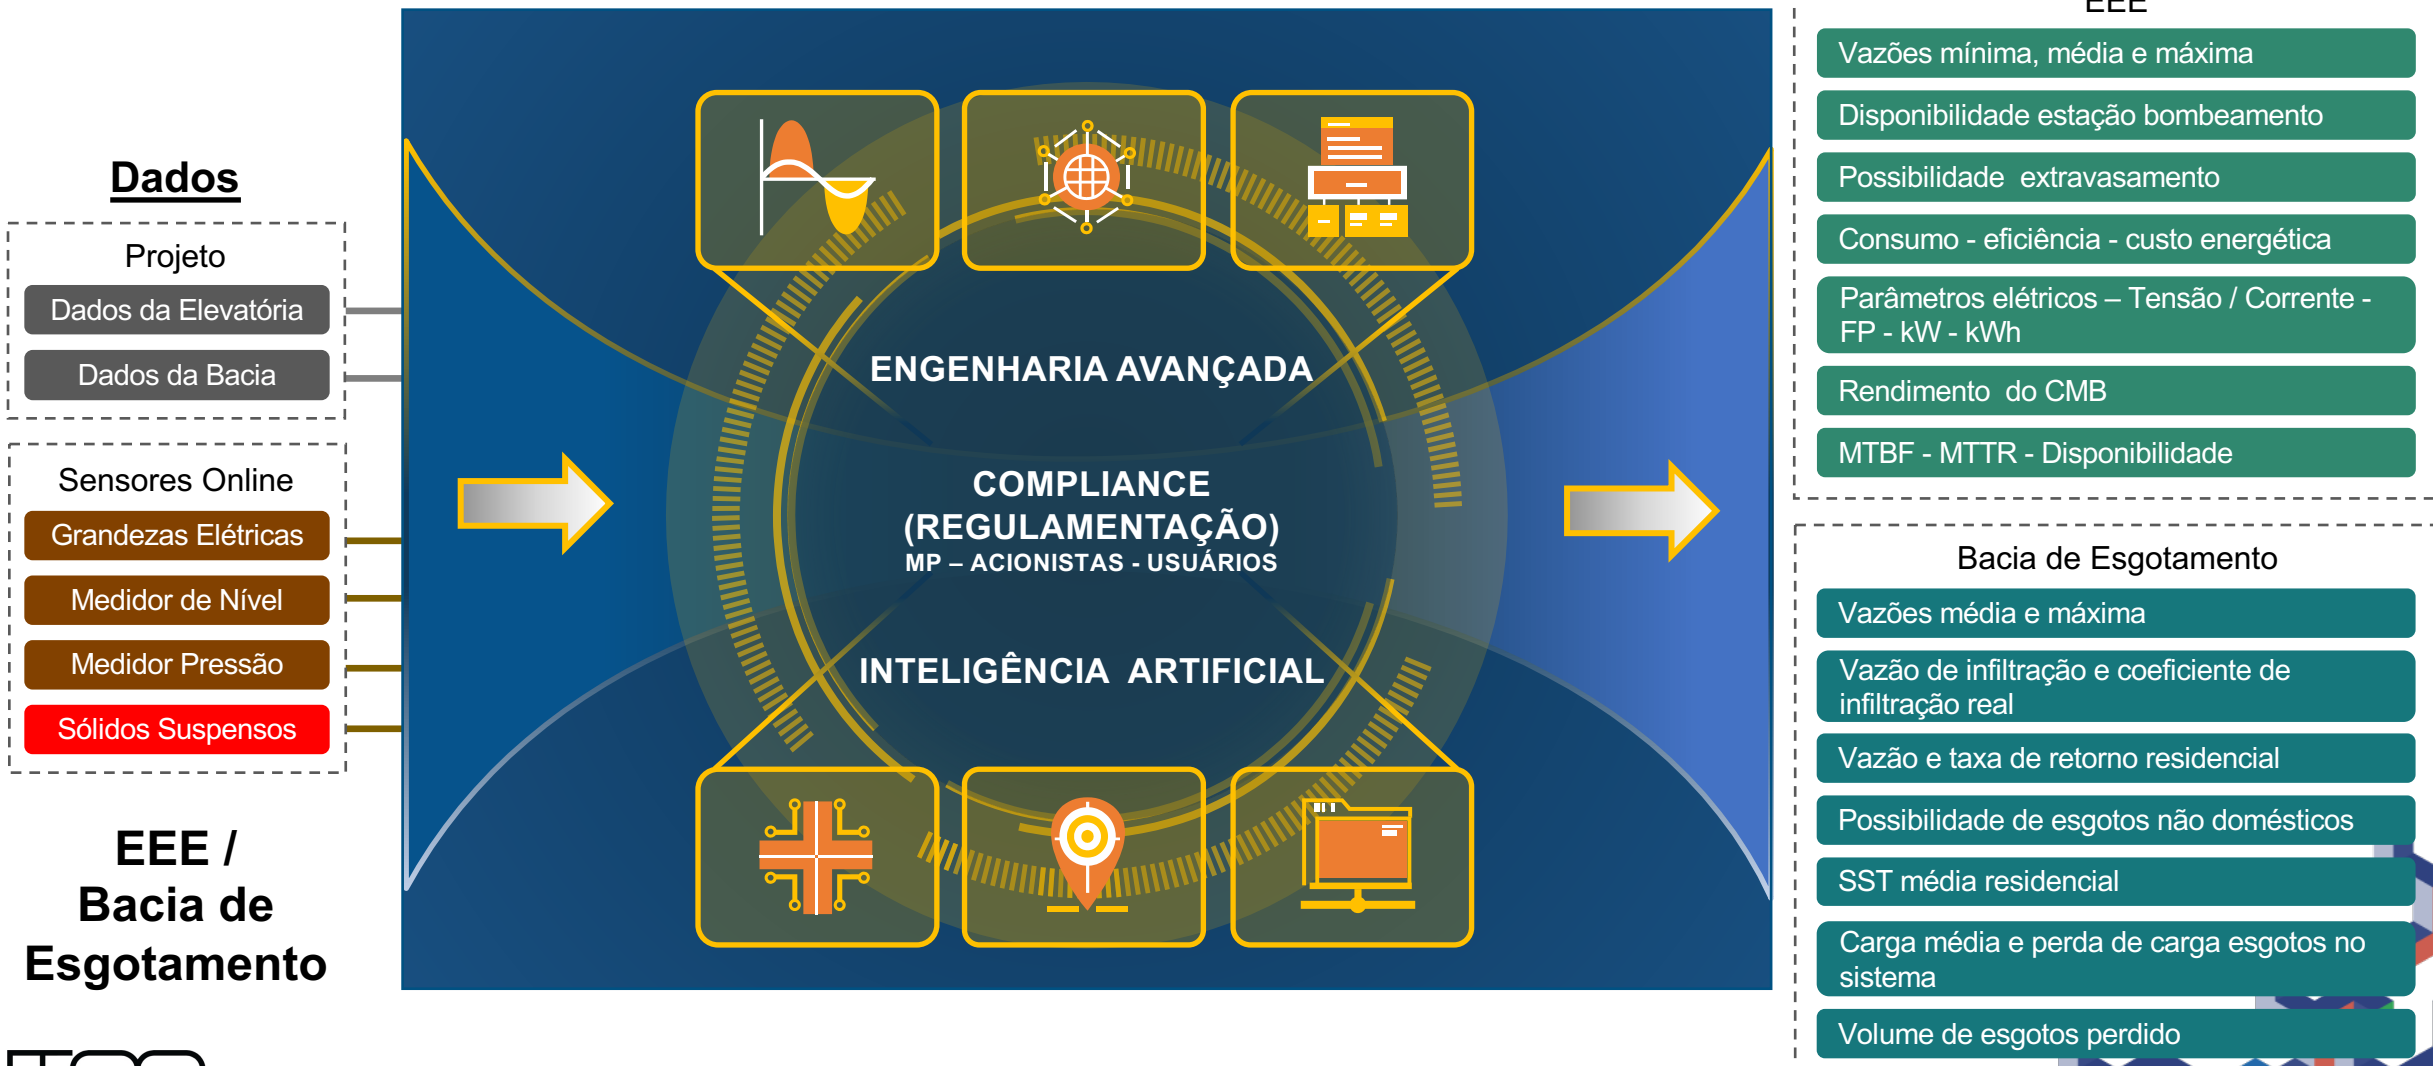 Dados
Projeto
Dados da Elevatória
Dados da Bacia
Sensores Online
Grandezas Elétricas
Medidor de Nível
Medidor Pressão
Sólidos Suspensos
EEE /
Bacia de
Esgotamento
ENGENHARIA AVANÇADA
COMPLIANCE
(REGULAMENTAÇÃO)
MP – ACIONISTAS - USUÁRIOS
INTELIGÊNCIA ARTIFICIAL
EEE
Vazões mínima, média e máxima
Disponibilidade estação bombeamento
Possibilidade extravasamento
Consumo - eficiência - custo energética
Parâmetros elétricos – Tensão / Corrente -
FP - kW - kWh
Rendimento do CMB
MTBF - MTTR - Disponibilidade
Bacia de Esgotamento
Vazões média e máxima
Vazão de infiltração e coeficiente de
infiltração real
Vazão e taxa de retorno residencial
Possibilidade de esgotos não domésticos
SST média residencial
Carga média e perda de carga esgotos no
sistema
Volume de esgotos perdido